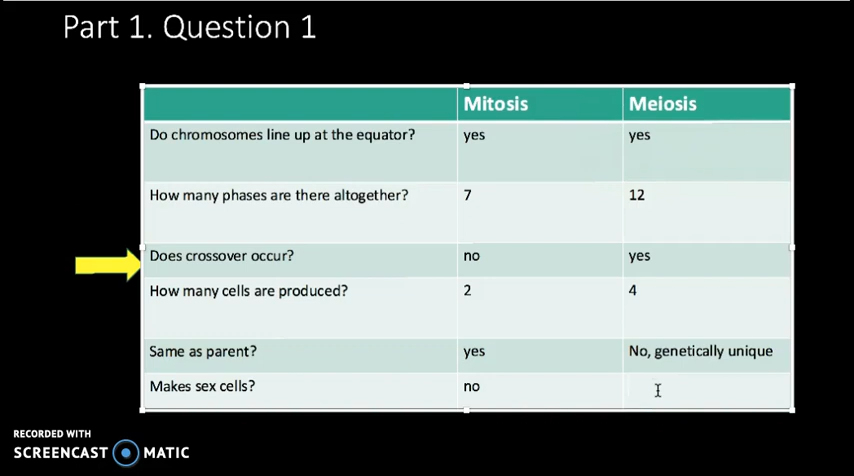 Part 1. Question 1
Mitosis Meiosis
Do chromosomes line up at the equator? yes yes
How many phases are there altogether? 7 12
Does crossover occur? no yes
How many cells are produced? 2 4
Same as parent? yes No, genetically unique
Makes sex cells? no
RECORDED WITH
SCREENCAST MATIC